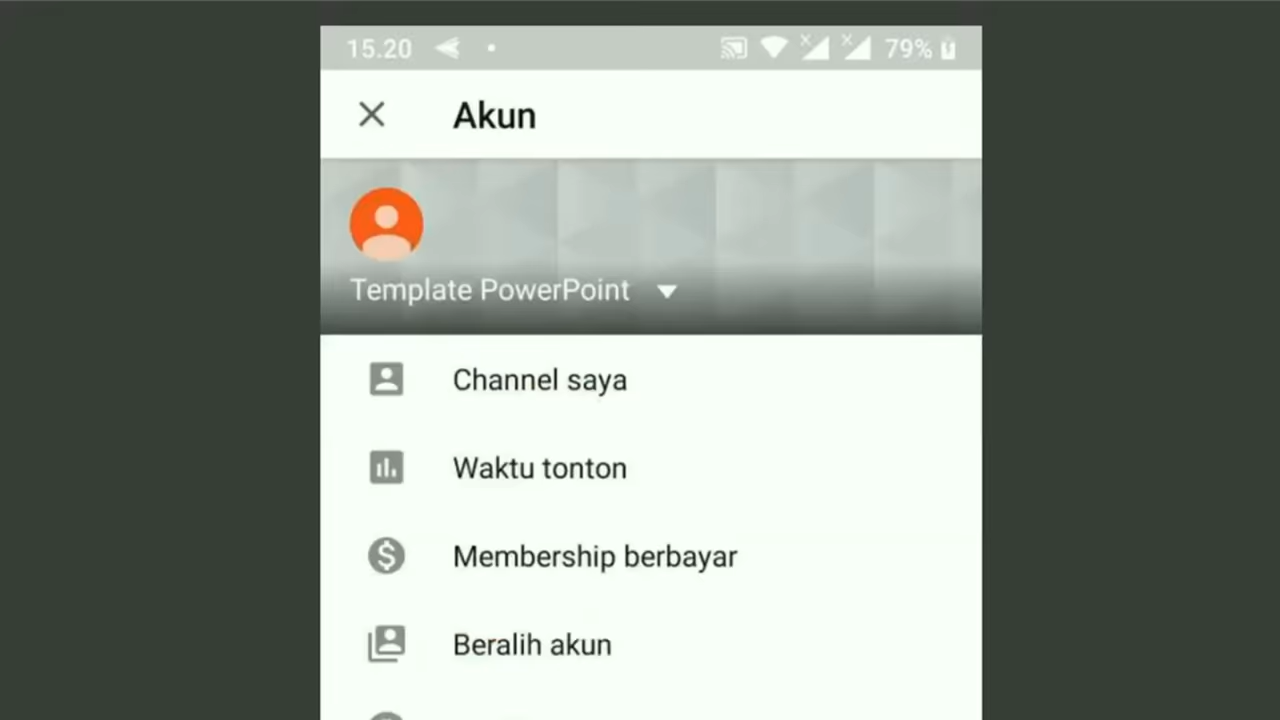 15.20
79%
Akun
Template PowerPoint
Channel saya
Waktu tonton
Membership berbayar
Beralih akun